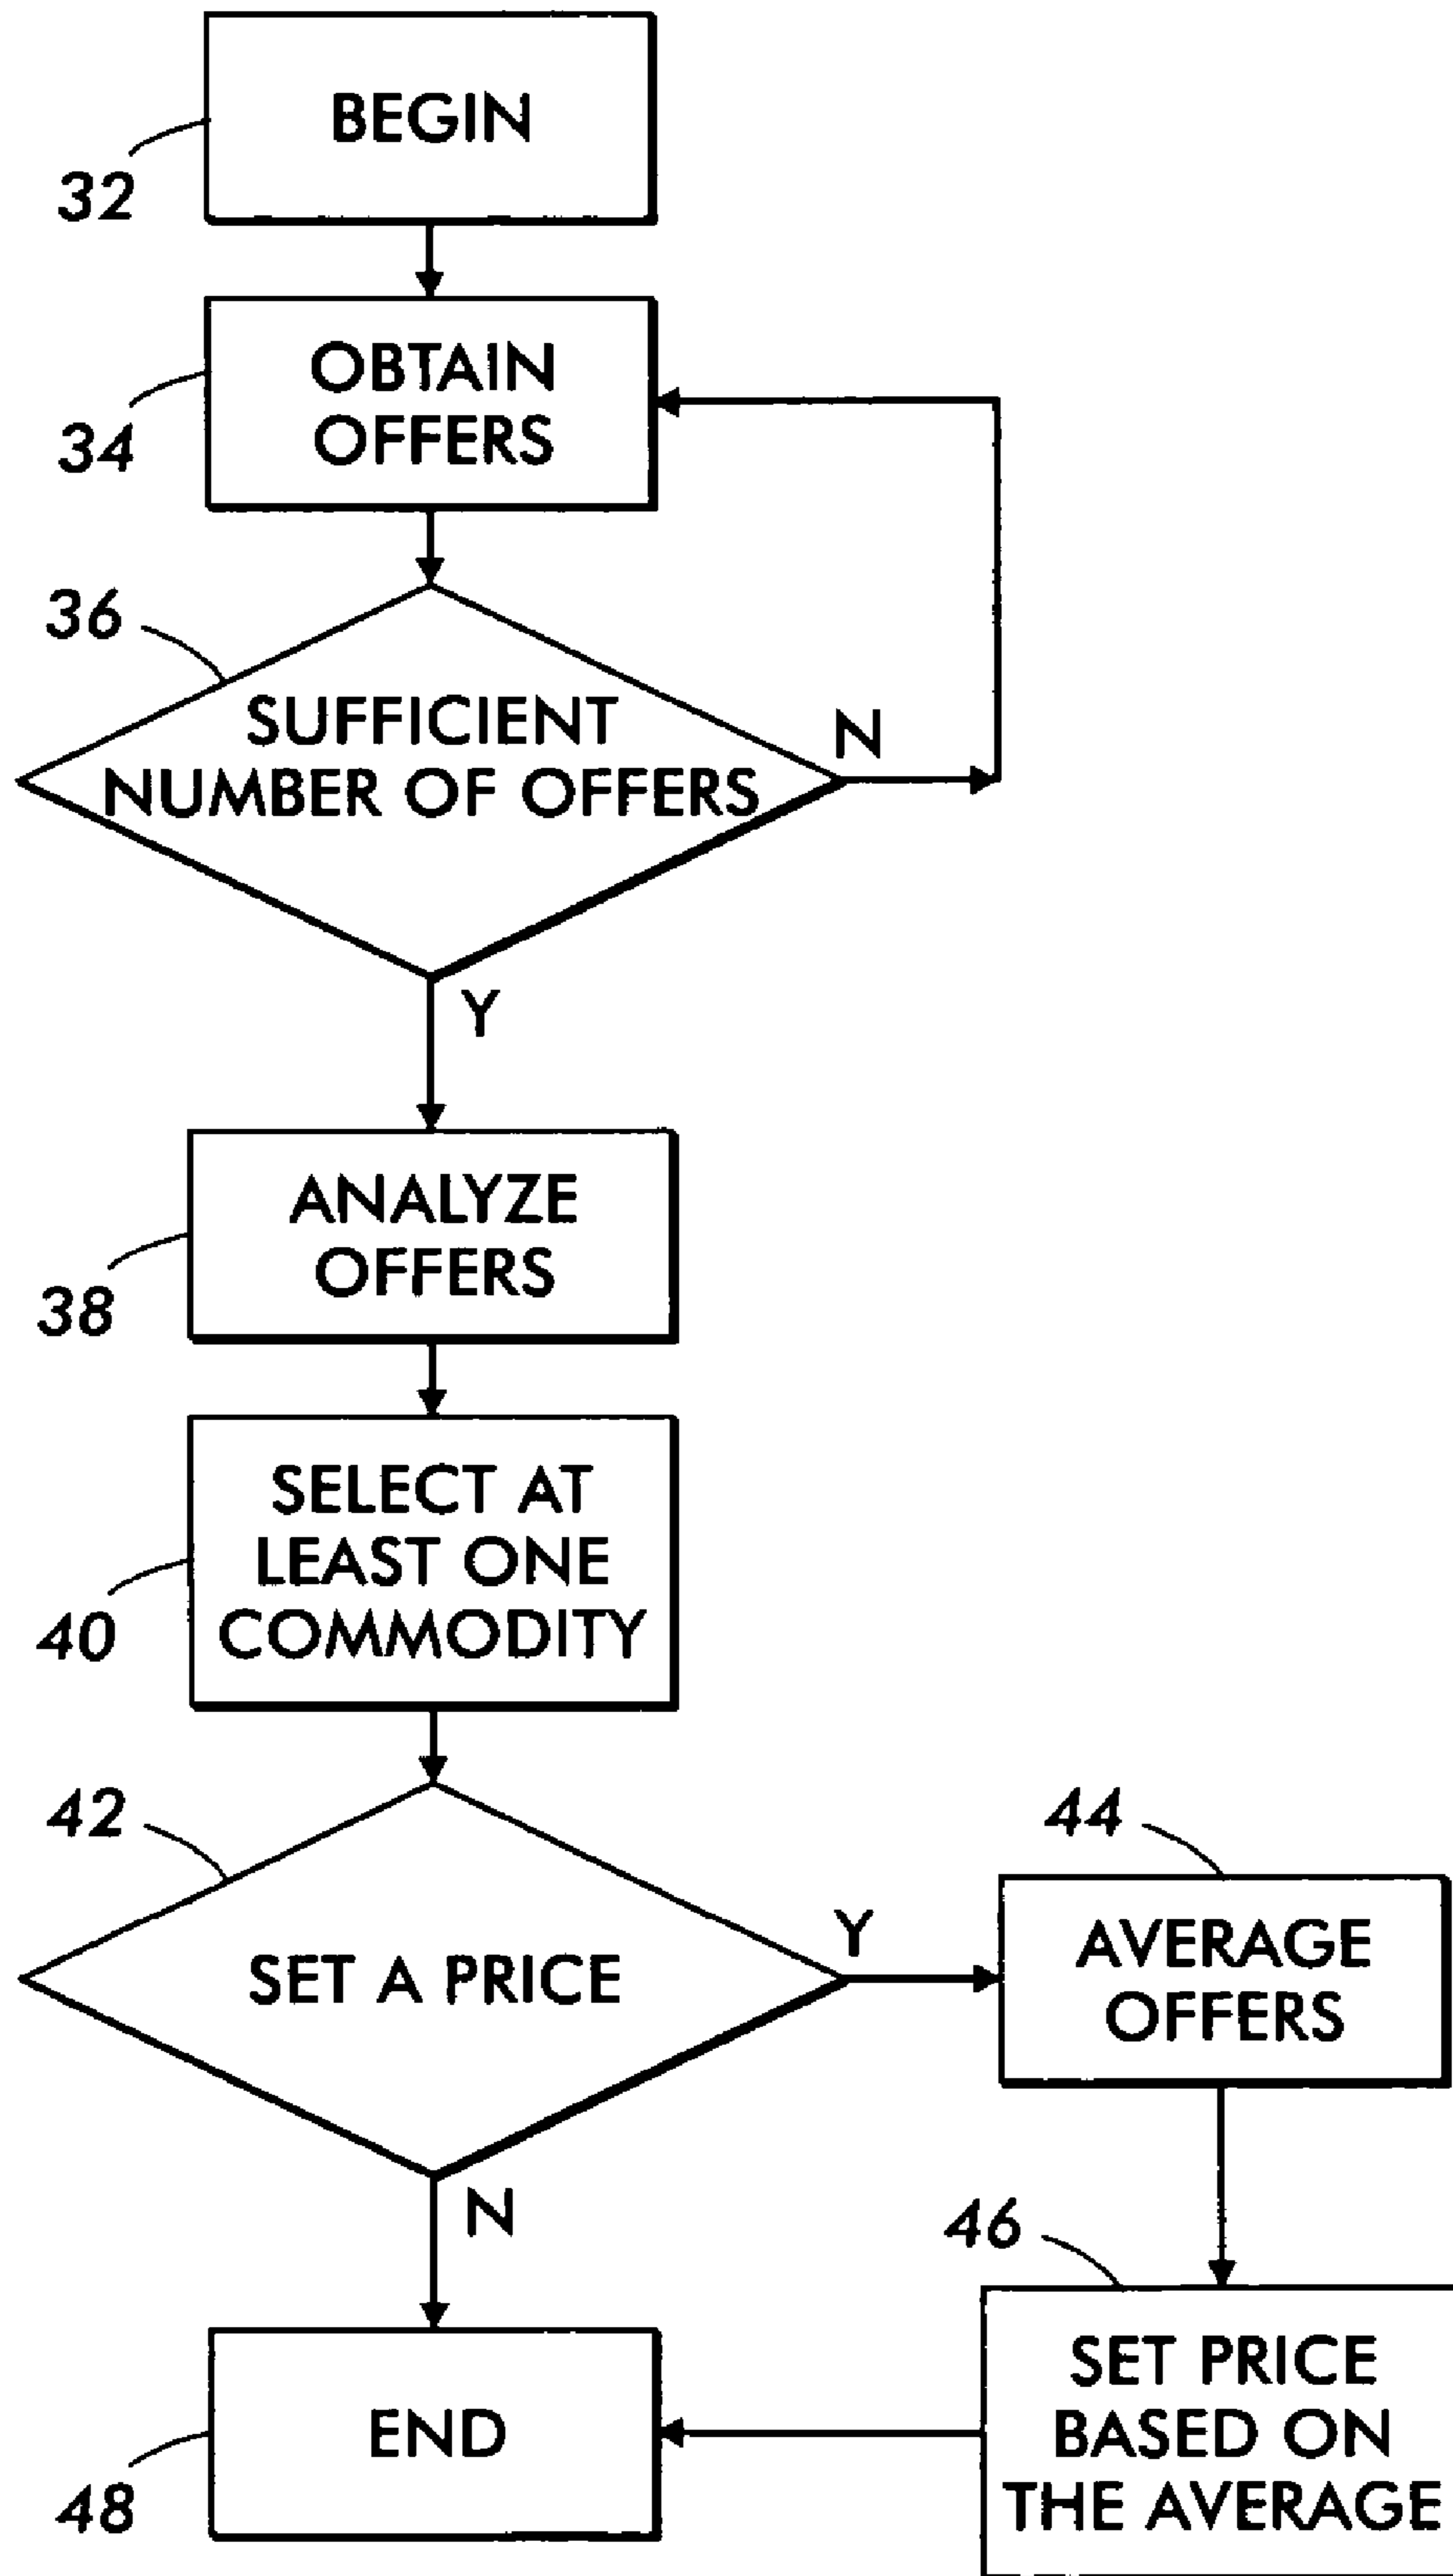 BEGIN
32
OBTAIN
OFFERS
34
36
SUFFICIENT
NUMBER OF OFFERS
N
Y
ANALYZE
OFFERS
38
SELECT AT
LEAST ONE
COMMODITY
40
42
SET A PRICE
Y
N
44
AVERAGE
OFFERS
46
SET PRICE
BASED ON
THE AVERAGE
END
48